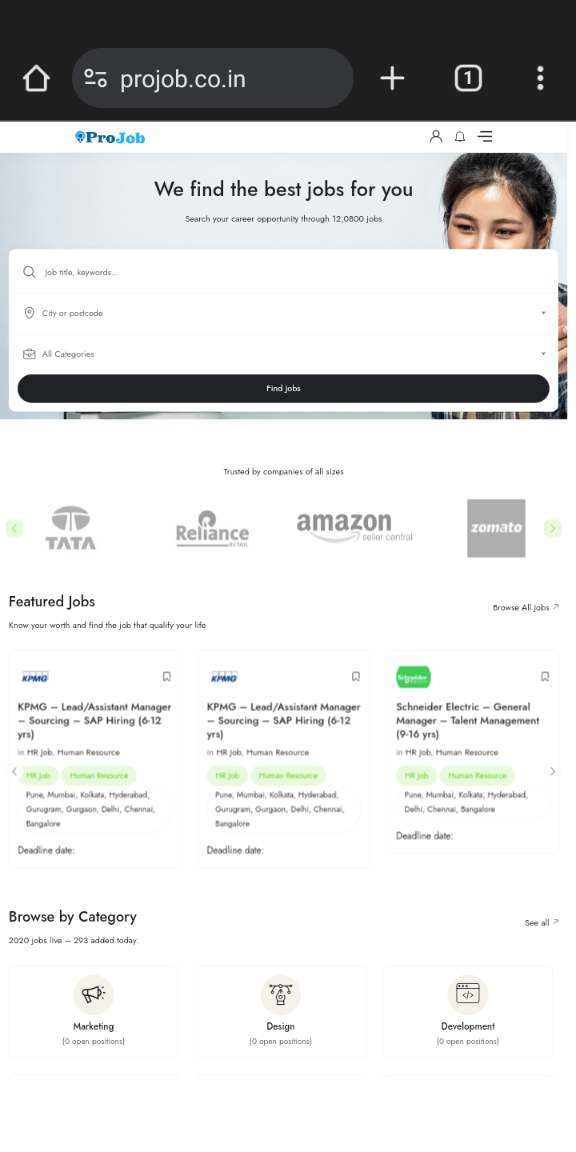 projob.co.in
1
ProJob
We find the best jobs for you
Search your career opportunity through 12,0800 jobs
Job title, keywords...
City or postcode
All Categories
Find Jobs
Trusted by companies of all sizes
TATA
Reliance
RETAIL
amazon
seller central
zomato
Featured Jobs
Browse All Jobs
Know your worth and find the job that qualify your life
KPMG
KPMG – Lead/Assistant Manager
– Sourcing – SAP Hiring (6-12
yrs)
in HR Job, Human Resource
HR Job Human Resource
Pune, Mumbai, Kolkata, Hyderabad,
Gurugram, Gurgaon, Delhi, Chennai,
Bangalore
Deadline date:
KPMG
KPMG – Lead/Assistant Manager
– Sourcing – SAP Hiring (6-12
yrs)
in HR Job, Human Resource
HR Job Human Resource
Pune, Mumbai, Kolkata, Hyderabad,
Gurugram, Gurgaon, Delhi, Chennai,
Bangalore
Deadline date:
Schneider
Schneider Electric – General
Manager – Talent Management
(9-16 yrs)
in HR Job, Human Resource
HR Job Human Resource
Pune, Mumbai, Kolkata, Hyderabad,
Delhi, Chennai, Bangalore
Deadline date:
Browse by Category
See all
2020 jobs live – 293 added today.
Marketing
(0 open positions)
Design
(0 open positions)
Development
(0 open positions)